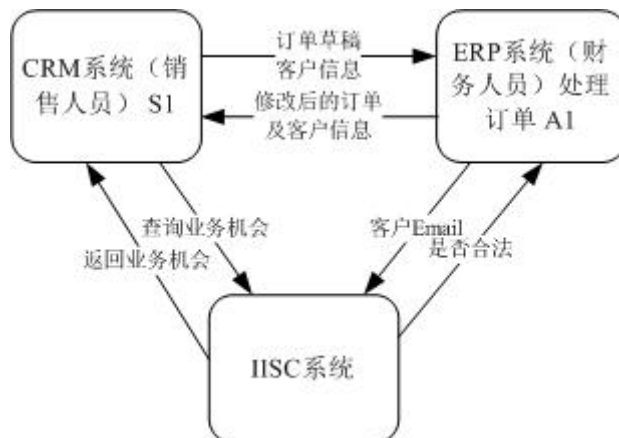 CRM系统（销
售人员） S1
订单草稿
客户信息
修改后的订单
及客户信息
ERP系统（财
务人员）处理
订单 A1
查询业务机会
返回业务机会
客户Email
是否合法
IISC系统